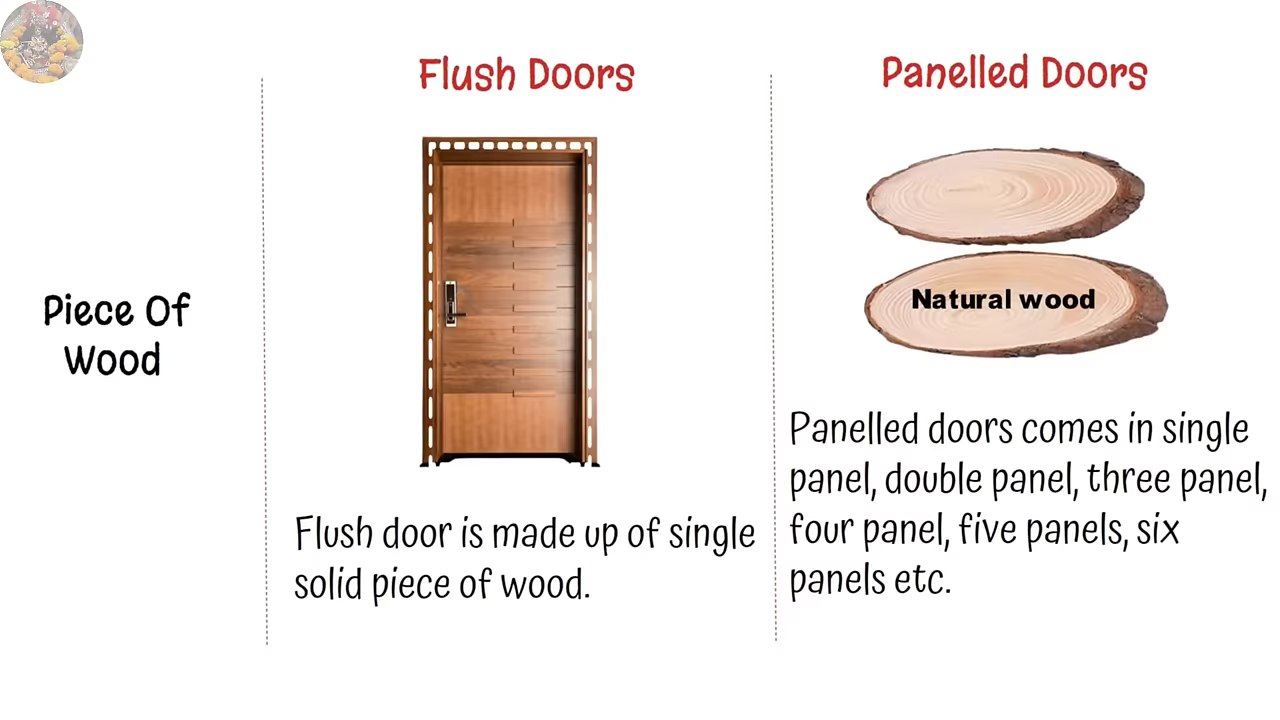 Flush Doors
Panelled Doors
Piece Of
Wood
Natural wood
Flush door is made up of single
solid piece of wood.
Panelled doors comes in single
panel, double panel, three panel,
four panel, five panels, six
panels etc.